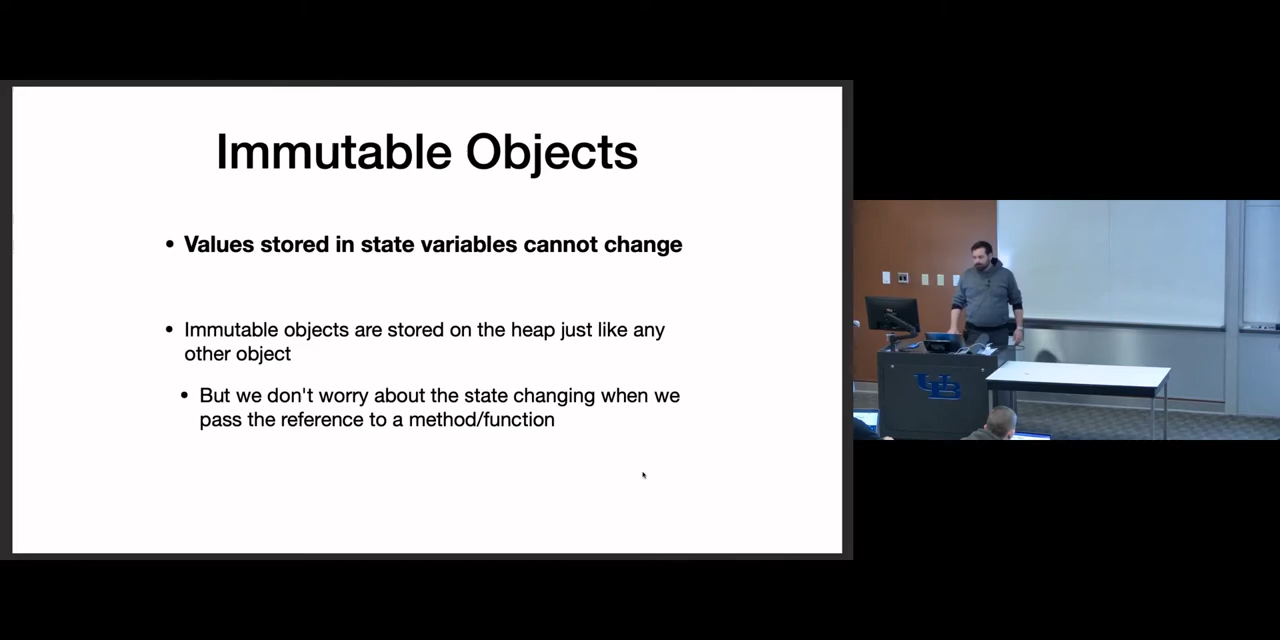 Immutable Objects
• Values stored in state variables cannot change
• Immutable objects are stored on the heap just like any
other object
• But we don't worry about the state changing when we
pass the reference to a method/function
UB